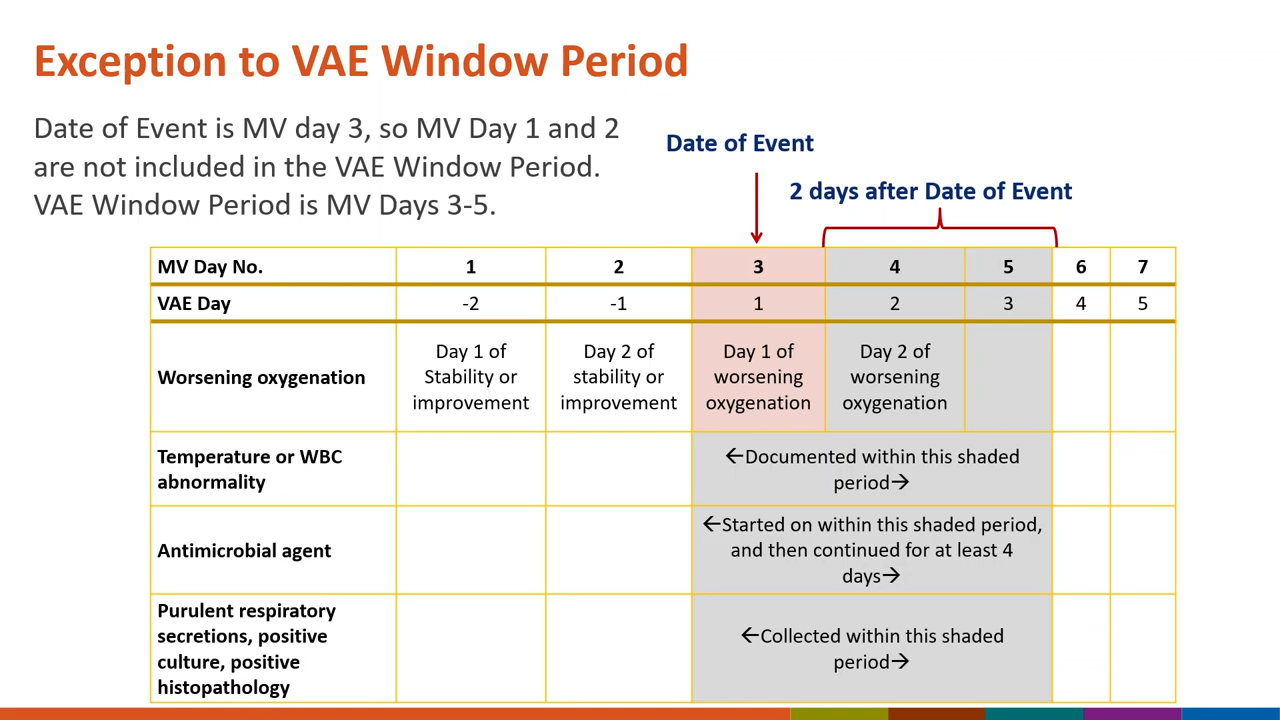 Exception to VAE Window Period
Date of Event is MV day 3, so MV Day 1 and 2
are not included in the VAE Window Period.
VAE Window Period is MV Days 3-5.
Date of Event
2 days after Date of Event
MV Day No. 1 2 3 4 5 6 7
VAE Day -2 -1 1 2 3 4 5
Worsening oxygenation
Day 1 of
Stability or
improvement
Day 2 of
stability or
improvement
Day 1 of
worsening
oxygenation
Day 2 of
worsening
oxygenation
Temperature or WBC
abnormality
←Documented within this shaded
period→
Antimicrobial agent
←Started on within this shaded period,
and then continued for at least 4
days→
Purulent respiratory
secretions, positive
culture, positive
histopathology
←Collected within this shaded
period→